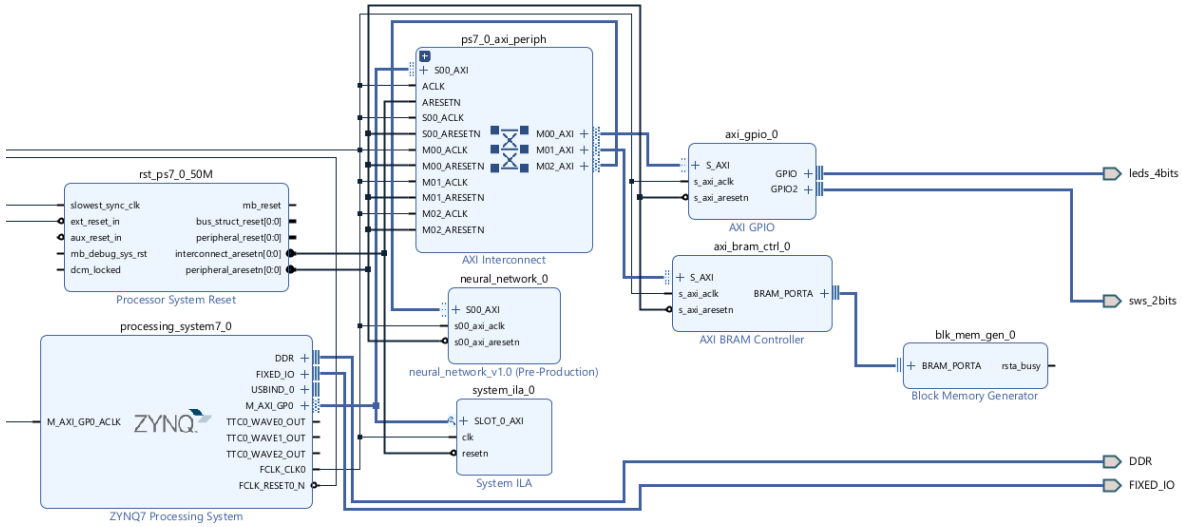 ps7_0_axi_periph
S00_AXI
ACLK
ARESETN
S00_ACLK
S00_ARESETN
M00_ACLK
M00_ARESETN
M01_ACLK
M01_ARESETN
M02_ACLK
M02_ARESETN
M00_AXI
M01_AXI
M02_AXI
AXI Interconnect
axi_gpio_0
S_AXI
s_axi_aclk
s_axi_aresetn
GPIO
GPIO2
AXI GPIO
leds_4bits
sws_2bits
rst_ps7_0_50M
slowest_sync_clk
ext_reset_in
aux_reset_in
mb_debug_sys_rst
dcm_locked
mb_reset
bus_struct_reset[0:0]
peripheral_reset[0:0]
interconnect_aresetn[0:0]
peripheral_aresetn[0:0]
Processor System Reset
axi_bram_ctrl_0
S_AXI
s_axi_aclk
s_axi_aresetn
BRAM_PORTA
AXI BRAM Controller
neural_network_0
S00_AXI
s00_axi_aclk
s00_axi_aresetn
neural_network_v1.0 (Pre-Production)
blk_mem_gen_0
BRAM_PORTA
rsta_busy
Block Memory Generator
processing_system7_0
M_AXI_GP0_ACLK
ZYNQ
DDR
FIXED_IO
USBIND_0
M_AXI_GP0
TTC0_WAVE0_OUT
TTC0_WAVE1_OUT
TTC0_WAVE2_OUT
FCLK_CLK0
FCLK_RESET0_N
ZYNQ7 Processing System
system_ila_0
SLOT_0_AXI
clk
resetn
System ILA
DDR
FIXED_IO